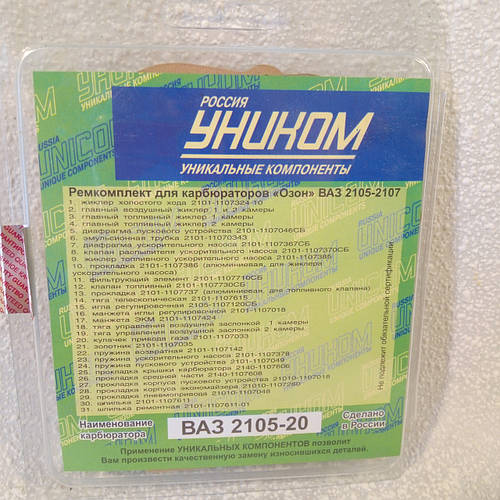 РОССИЯ
УНИКОМ
УНИКАЛЬНЫЕ КОМПОНЕНТЫ
Ремкомплект для карбюраторов «Озон» ВАЗ 2105-2107
1. жиклер холостого хода 2101-1107324-10
2. главный воздушный жиклер 1 и 2 камеры
3. главный топливный жиклер 1 камеры
4. главный топливный жиклер 2 камеры
5. диафрагма пускового устройства 2101-1107046СБ
6. эмульсионная трубка 2101-1107343
7. диафрагма ускорительного насоса 2101-1107367СБ
8. клапан распылителя ускорительного насоса 2101-1107370СБ
9. жиклер топливный ускорительного насоса 2101-1107385
10. прокладка 2101-1107386 (алюминиевая, для жиклера
ускорительного насоса)
11. фильтрующий элемент 2101-1107710СБ
12. клапан топливный 2101-1107730СБ
13. прокладка 2101-1107733 (алюминиевая, для топливного клапана)
14. тяга телескопическая 2101-1107615
15. игла регулировочная 2105-1107120СБ
16. манжета иглы регулировочной 2101-1107018
17. манжета ЭКМ 2101-1107424
18. тяга управления воздушной заслонкой 1 камеры
19. тяга управления воздушной заслонкой 2 камеры
20. кулачек привода газа 2101-1107033
21. золотник 2101-1107035
22. пружина возвратная 2101-1107142
23. пружина ускорительного насоса 2101-1107378
24. пружина пускового устройства 2101-1107049
25. прокладка крышки карбюратора 2140-1107606
26. прокладка средней части 2140-1107608
27. прокладка корпуса пускового устройства 21010-1107018
28. прокладка корпуса экономайзера 21010-1107260
29. прокладка 21010-1107048
30. шпилька 2101-1107611
31. шпилька ремонтная 2101-1107611-01
Не подлежит обязательной сертификации
Наименование
карбюратора
ВАЗ 2105-20
Сделано
в России
Применение УНИКАЛЬНЫХ КОМПОНЕНТОВ позволит
Вам произвести качественную замену износившихся деталей.
RUSSIA
UNICOM
UNIQUE COMPONENTS